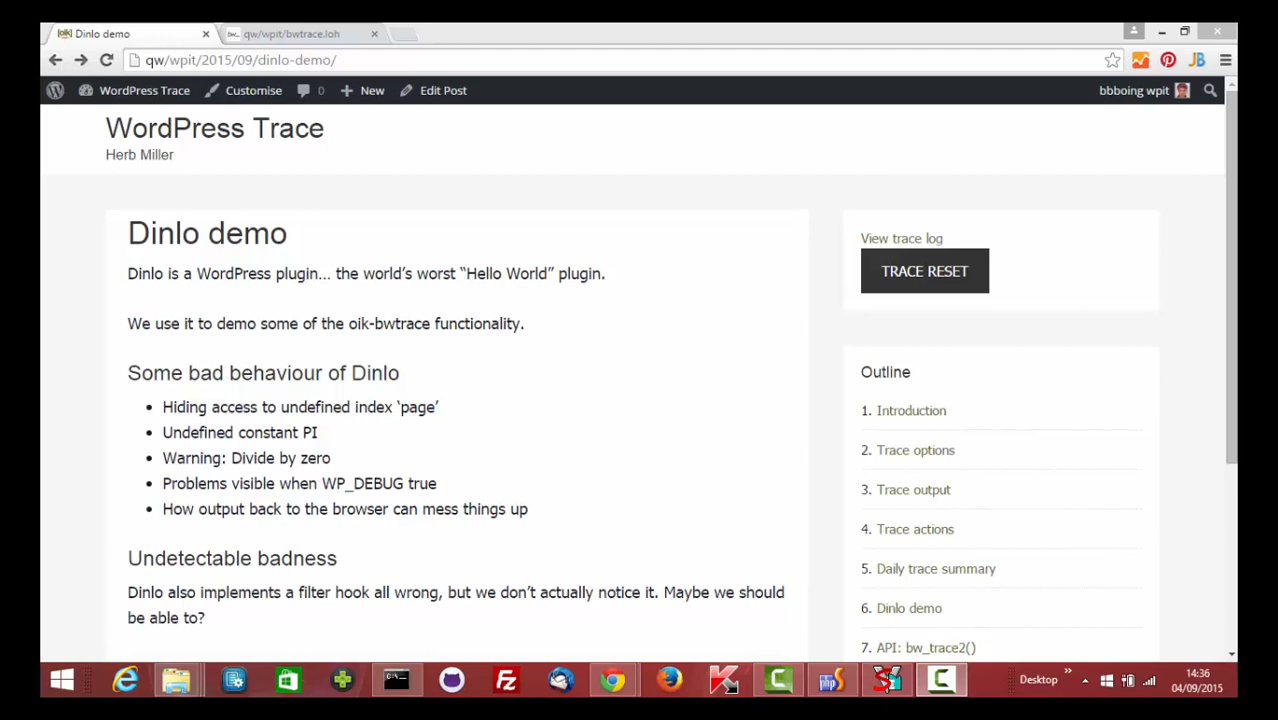 Dinlo demo
qw/wpit/bwtrace.loh
qw/wpit/2015/09/dinlo-demo/
WordPress Trace
Customise
0
New
Edit Post
bbboing wpit
WordPress Trace
Herb Miller
Dinlo demo
Dinlo is a WordPress plugin… the world’s worst “Hello World” plugin.
We use it to demo some of the oik-bwtrace functionality.
Some bad behaviour of Dinlo
• Hiding access to undefined index ‘page’
• Undefined constant PI
• Warning: Divide by zero
• Problems visible when WP_DEBUG true
• How output back to the browser can mess things up
Undetectable badness
Dinlo also implements a filter hook all wrong, but we don’t actually notice it. Maybe we should
be able to?
View trace log
TRACE RESET
Outline
1. Introduction
2. Trace options
3. Trace output
4. Trace actions
5. Daily trace summary
6. Dinlo demo
7. API: bw_trace2()
Desktop
14:36
04/09/2015